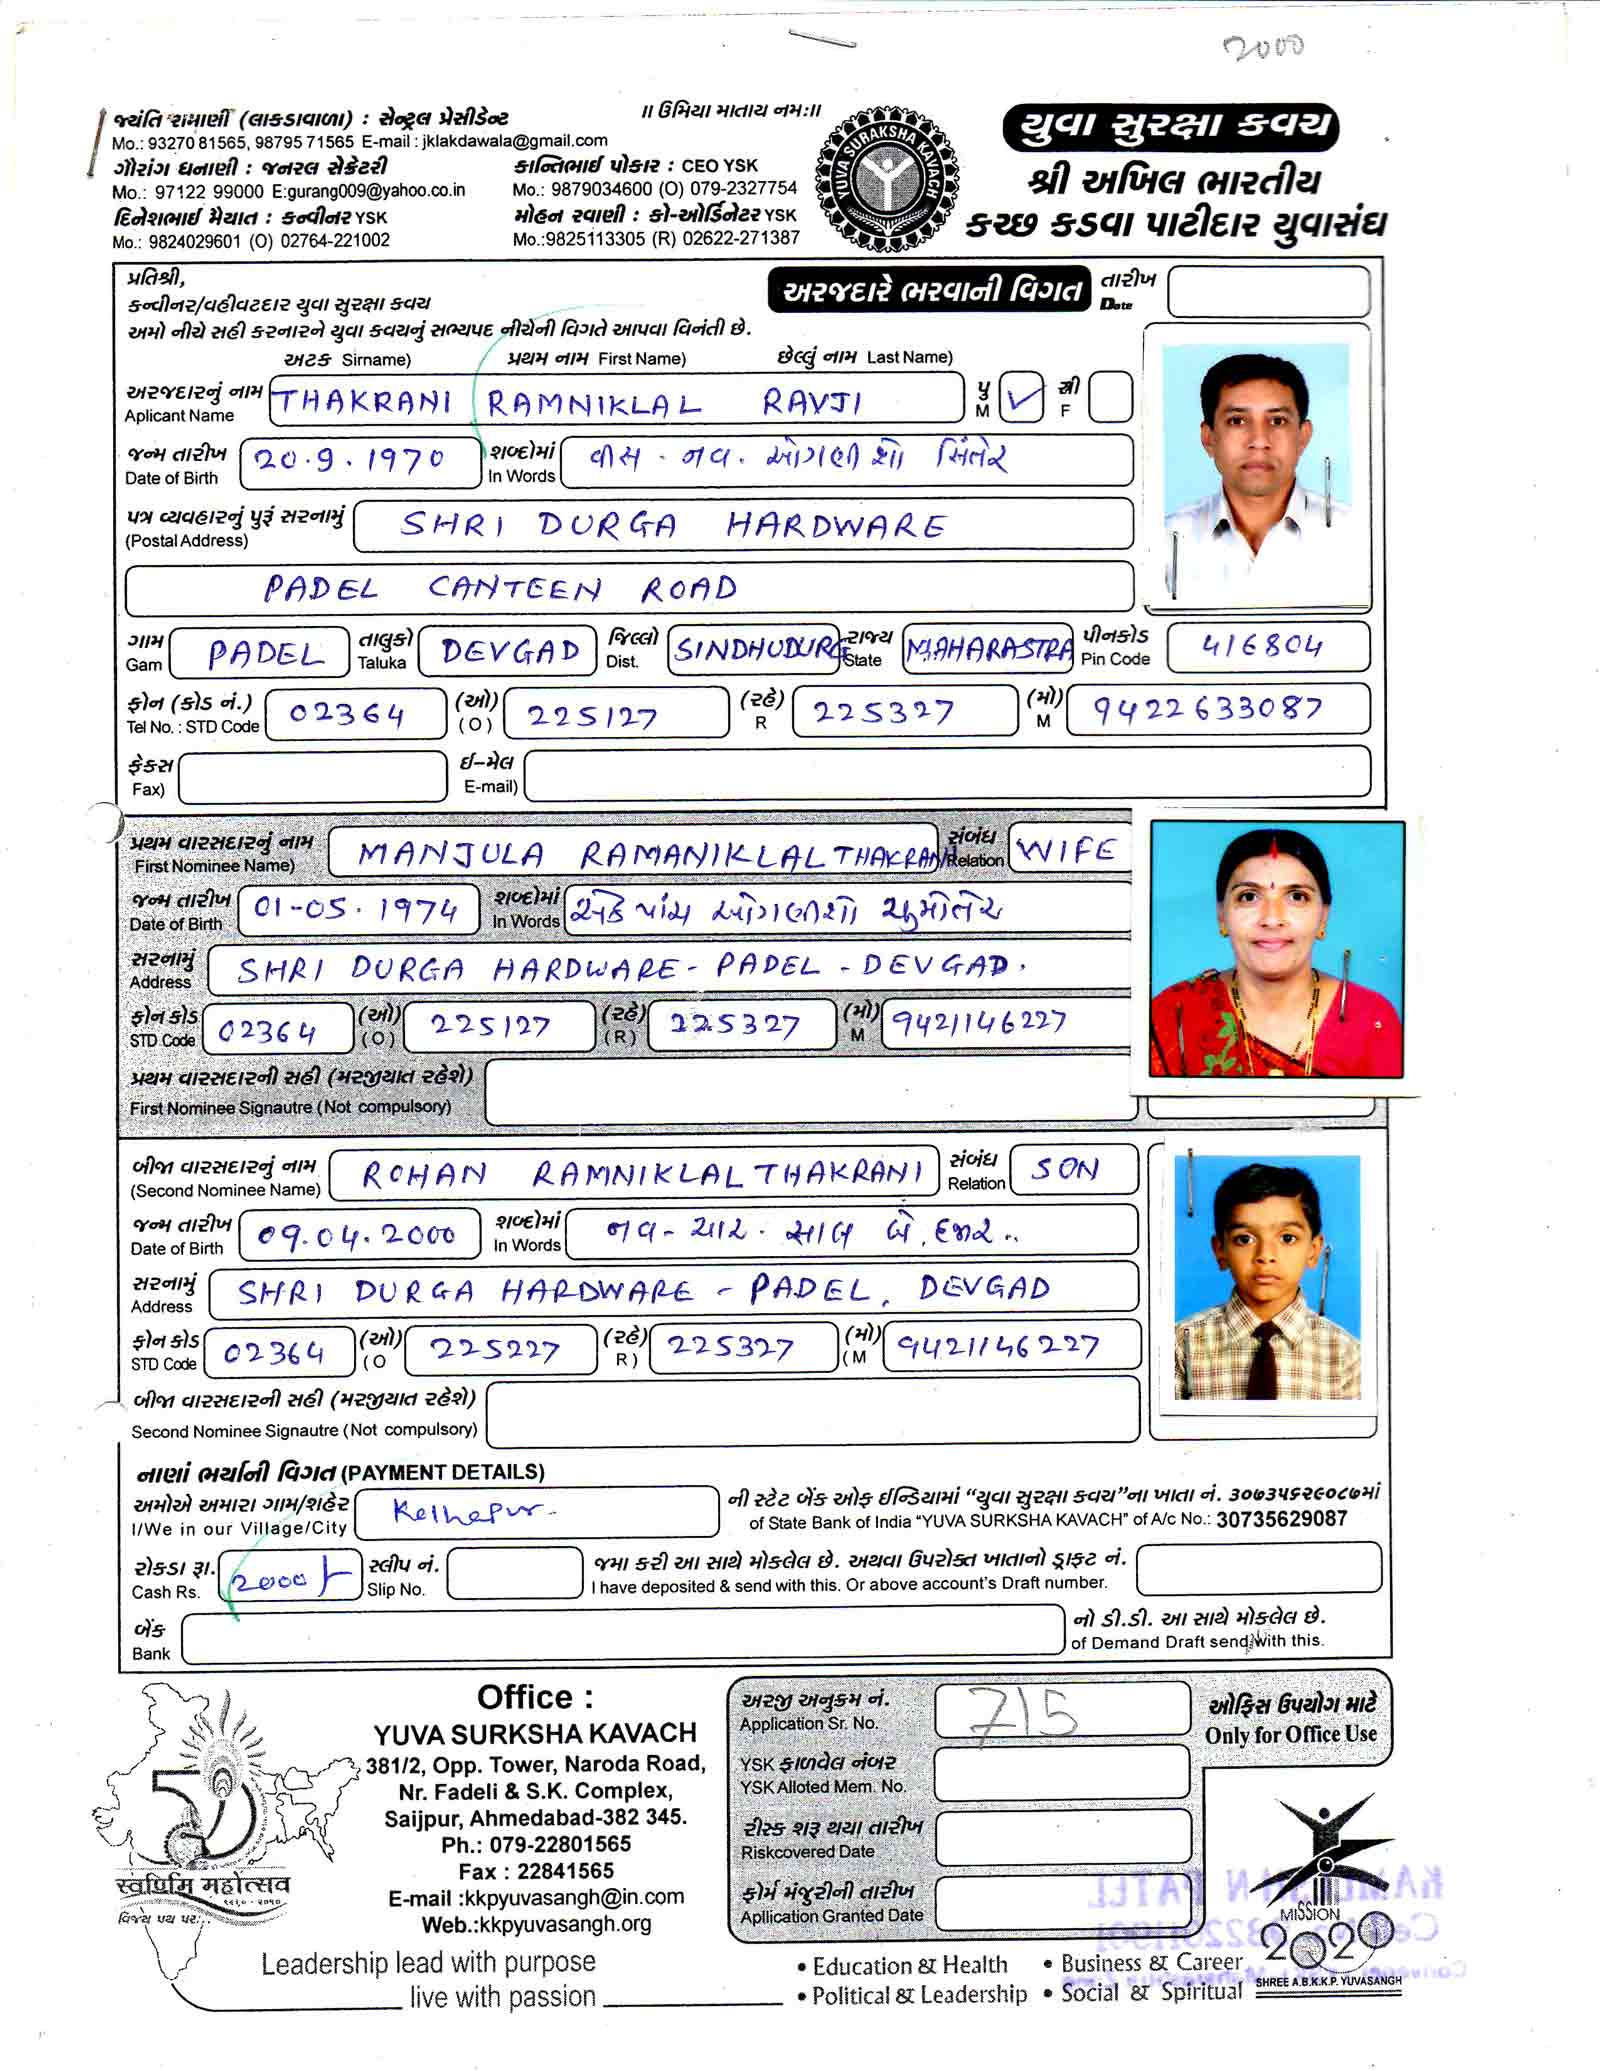 2000
જયંતિ રામાણી (લાકડાવાળા) : સેન્ટ્રલ પ્રેસીડેન્ટ
Mo.: 93270 81565, 98795 71565 E-mail : jklakdawala@gmail.com
ગૌરાંગ ધનાણી : જનરલ સેક્રેટરી
Mo.: 97122 99000 E:gurang009@yahoo.co.in
દિનેશભાઈ મૈયાત : કન્વીનર YSK
Mo.: 9824029601 (O) 02764-221002
॥ ઉમિયા માતાય નમઃ॥
કાન્તિભાઈ પોકાર : CEO YSK
Mo.: 9879034600 (O) 079-2327754
મોહન રવાણી : કો-ઓર્ડિનેટર YSK
Mo.:9825113305 (R) 02622-271387
YUVA SURAKSHA KAVACH
યુવા સુરક્ષા કવચ
શ્રી અખિલ ભારતીય
કચ્છ કડવા પાટીદાર યુવાસંઘ
પ્રતિશ્રી,
કન્વીનર/વહીવટદાર યુવા સુરક્ષા કવચ
અરજદારે ભરવાની વિગત
તારીખ
Date
અમો નીચે સહી કરનારને યુવા કવચનું સભ્યપદ નીચેની વિગતે આપવા વિનંતી છે.
અટક Sirname) પ્રથમ નામ First Name) છેલ્લું નામ Last Name)
અરજદારનું નામ THAKRANI RAMNIKLAL RAVJI પુ ✓ સ્ત્રી
Aplicant Name M F
જન્મ તારીખ 20.9.1970 શબ્દોમાં વીસ . નવ . ઓગણીશો સિંતેર
Date of Birth In Words
પત્ર વ્યવહારનું પુરૂં સરનામું SHRI DURGA HARDWARE
(Postal Address)
PADEL CANTEEN ROAD
ગામ PADEL તાલુકો DEVGAD જિલ્લો SINDHUDURG રાજ્ય MAHARASTRA પીનકોડ 416804
Gam Taluka Dist. State Pin Code
ફોન (કોડ નં.) 02364 (ઓ) 225127 (રહે) 225327 (મો) 9422633087
Tel No. : STD Code (O) R M
ફેક્સ ઈ-મેલ
Fax) E-mail)
પ્રથમ વારસદારનું નામ MANJULA RAMANIKLAL THAKRANI સંબંધ WIFE
First Nominee Name) Relation
જન્મ તારીખ 01-05.1974 શબ્દોમાં એક પાંચ ઓગણીશો ચુમોતેર
Date of Birth In Words
સરનામું SHRI DURGA HARDWARE - PADEL - DEVGAD.
Address
ફોન કોડ 02364 (ઓ) 225127 (રહે) 225327 (મો) 9421146227
STD Code (O) (R) M
પ્રથમ વારસદારની સહી (મરજીયાત રહેશે)
First Nominee Signautre (Not compulsory)
બીજા વારસદારનું નામ ROHAN RAMNIKLAL THAKRANI સંબંધ SON
(Second Nominee Name) Relation
જન્મ તારીખ 09.04.2000 શબ્દોમાં નવ - ચાર . સાલ બે . હજાર ..
Date of Birth In Words
સરનામું SHRI DURGA HARDWARE - PADEL, DEVGAD
Address
ફોન કોડ 02364 (ઓ) 225227 (રહે) 225327 (મો) 9421146227
STD Code (O R) (M
બીજા વારસદારની સહી (મરજીયાત રહેશે)
Second Nominee Signautre (Not compulsory)
નાણાં ભર્યાની વિગત (PAYMENT DETAILS)
અમોએ અમારા ગામ/શહેર Kolhapur ની સ્ટેટ બેંક ઓફ ઈન્ડિયામાં “યુવા સુરક્ષા કવચ”ના ખાતા નં. ૩૦૭૩૫૬૨૯૦૮૭માં
I/We in our Village/City of State Bank of India “YUVA SURKSHA KAVACH” of A/c No.: 30735629087
રોકડા રૂા. 2000/- સ્લીપ નં. જમા કરી આ સાથે મોકલેલ છે. અથવા ઉપરોક્ત ખાતાનો ડ્રાફ્ટ નં.
Cash Rs. Slip No. I have deposited & send with this. Or above account's Draft number.
બેંક નો ડી.ડી. આ સાથે મોકલેલ છે.
Bank of Demand Draft send with this.
स्वर्णिम महोत्सव
૧૯૬૦ - ૨૦૧૦
વિજય પથ પર...
Office :
YUVA SURKSHA KAVACH
381/2, Opp. Tower, Naroda Road,
Nr. Fadeli & S.K. Complex,
Saijpur, Ahmedabad-382 345.
Ph.: 079-22801565
Fax : 22841565
E-mail :kkpyuvasangh@in.com
Web.:kkpyuvasangh.org
અરજી અનુક્રમ નં. 715 ઓફિસ ઉપયોગ માટે
Application Sr. No. Only for Office Use
YSK ફાળવેલ નંબર
YSK Alloted Mem. No.
રીસ્ક શરૂ થયા તારીખ
Riskcovered Date
ફોર્મ મંજુરીની તારીખ
Apllication Granted Date
MISSION
2020
SHREE A.B.K.K.P. YUVASANGH
Leadership lead with purpose
live with passion
• Education & Health • Business & Career
• Political & Leadership • Social & Spiritual